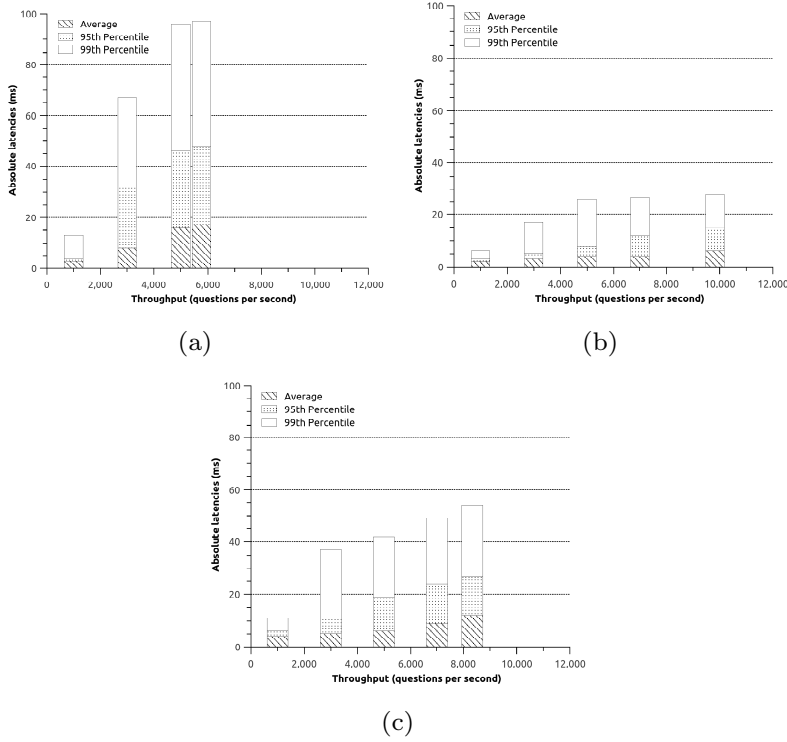 Average
95th Percentile
99th Percentile
80
60
40
20
0
Absolute latencies (ms)
0 2,000 4,000 6,000 8,000 10,000 12,000
Throughput (questions per second)
(a)
100
80
60
40
20
0
Average
95th Percentile
99th Percentile
Absolute latencies (ms)
0 2,000 4,000 6,000 8,000 10,000 12,000
Throughput (questions per second)
(b)
100
80
60
40
20
0
Average
95th Percentile
99th Percentile
Absolute latencies (ms)
0 2,000 4,000 6,000 8,000 10,000 12,000
Throughput (questions per second)
(c)